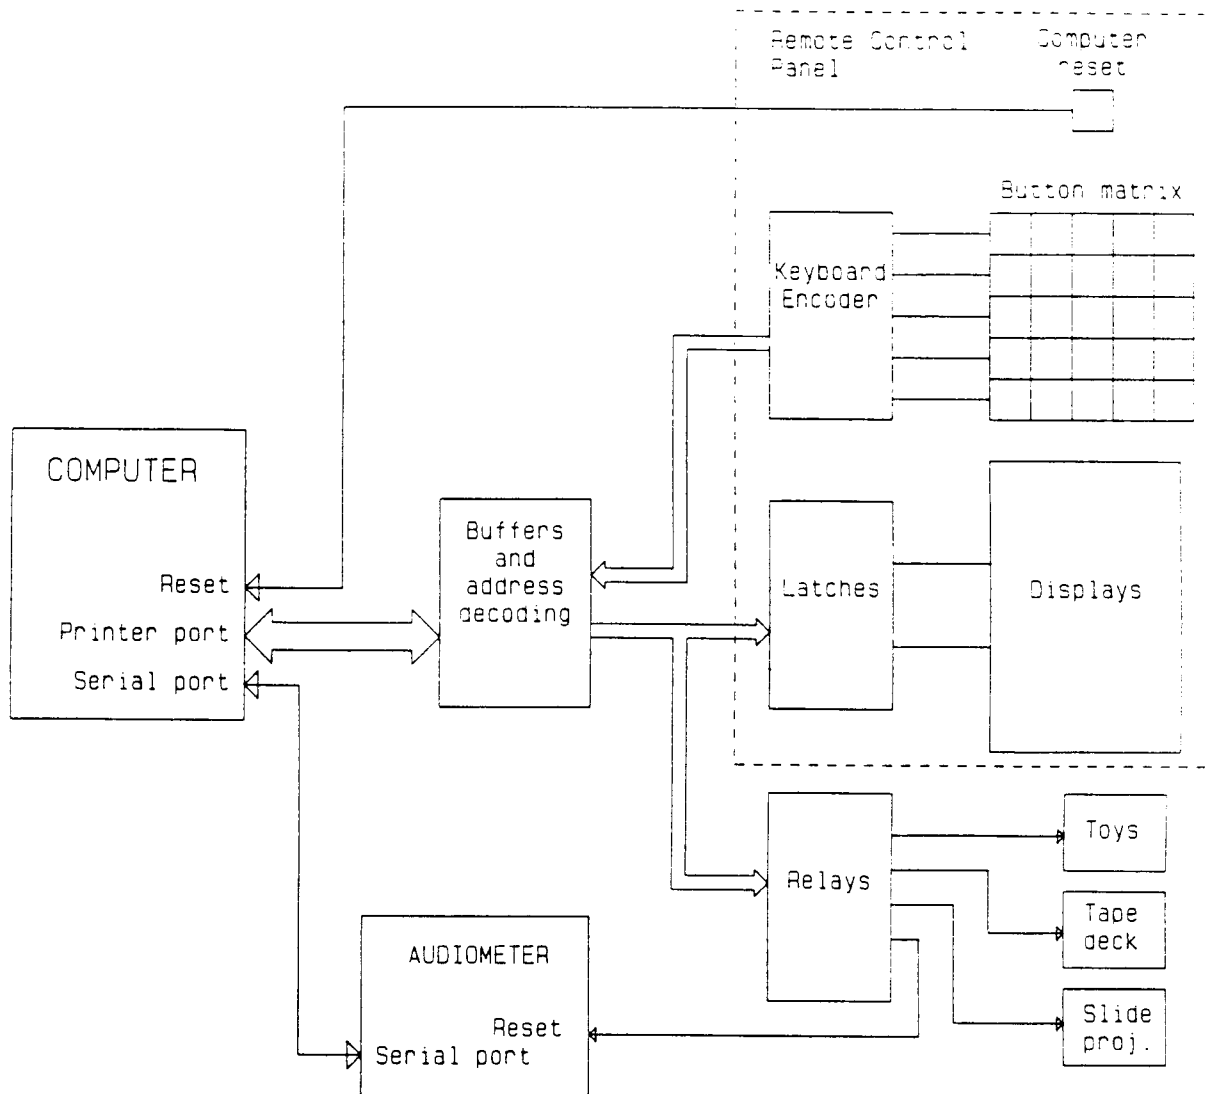 Remote Control
Panel
Computer
reset
Button matrix
Keyboard
Encoder
COMPUTER
Reset
Printer port
Serial port
Buffers
and
address
decoding
Latches
Displays
Relays
Toys
Tape
deck
Slide
proj.
AUDIOMETER
Reset
Serial port